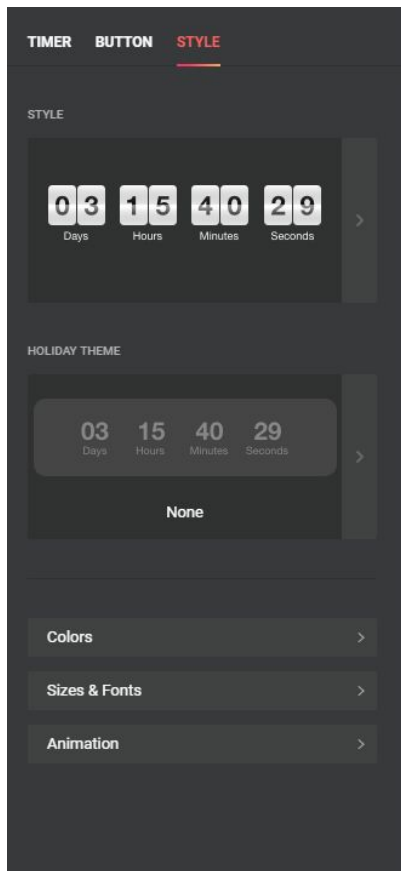 TIMER BUTTON STYLE
STYLE
03 15 40 29
Days Hours Minutes Seconds
HOLIDAY THEME
03 15 40 29
Days Hours Minutes Seconds
None
Colors
Sizes & Fonts
Animation